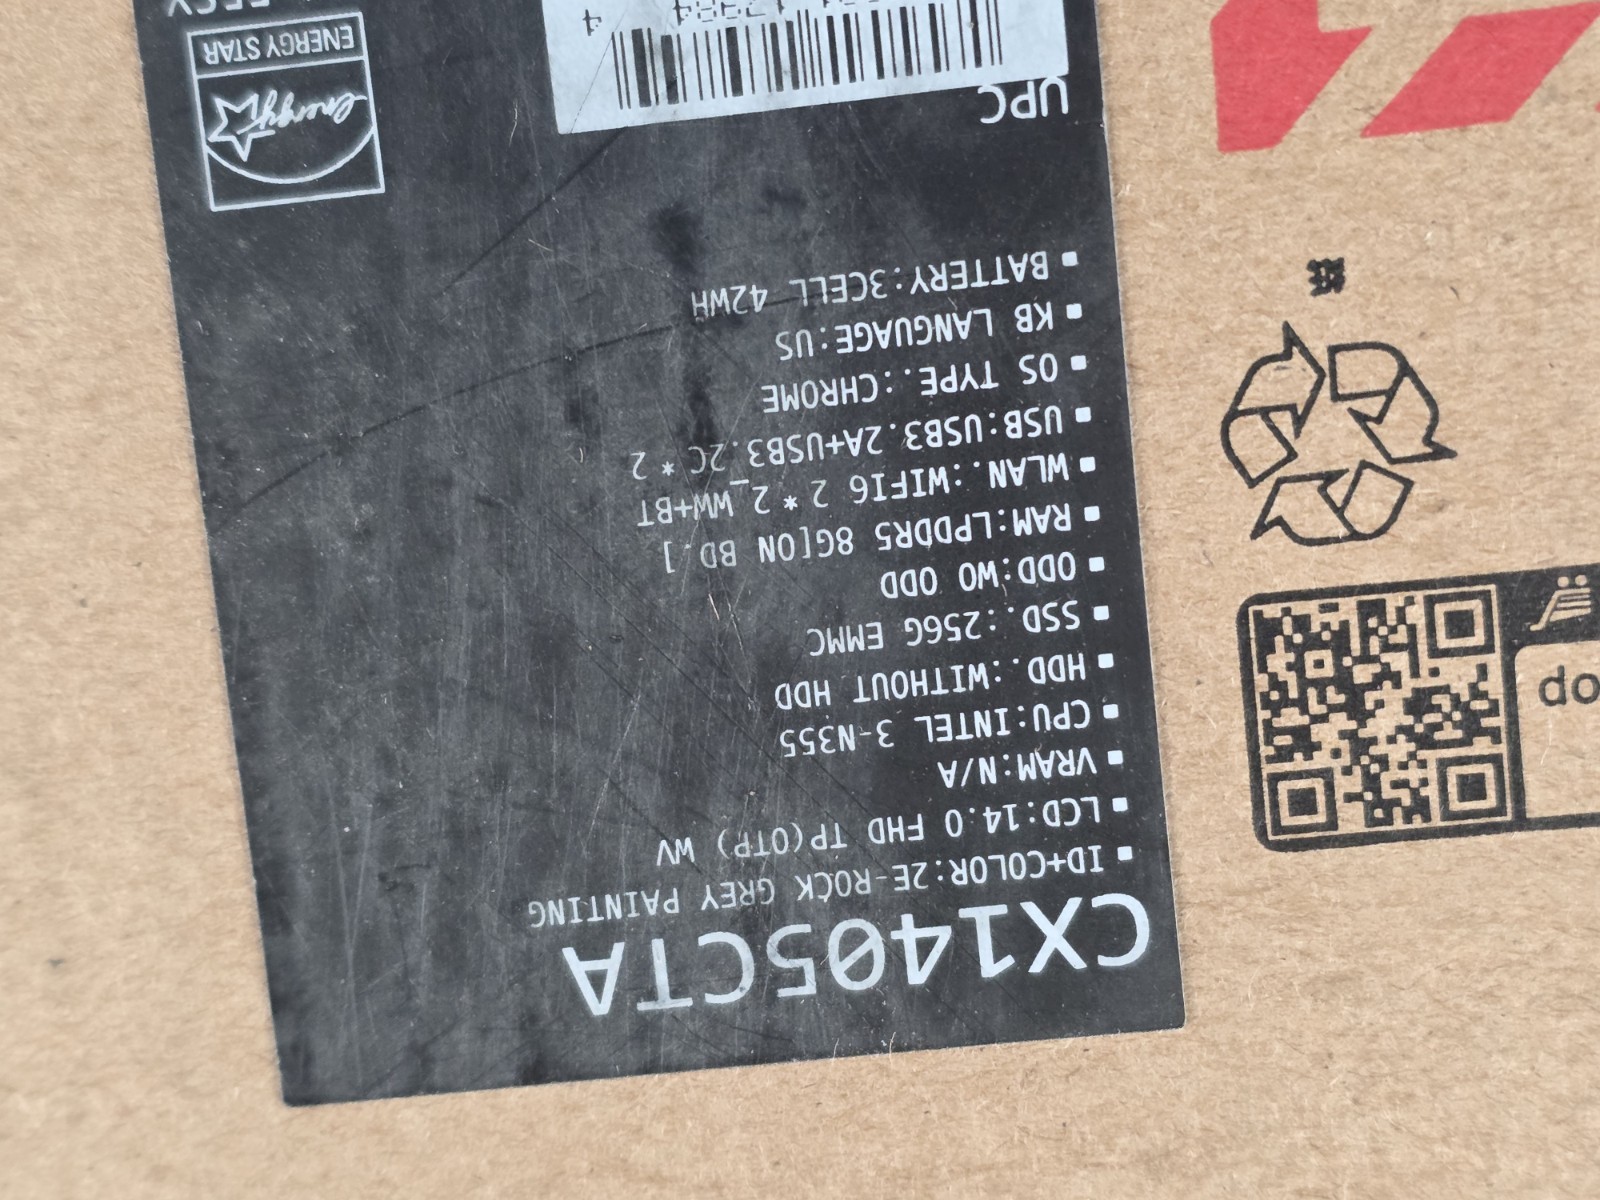 CX1405CTA
▪ ID+COLOR:2E-ROCK GREY PAINTING
▪ LCD:14.0 FHD TP(OTP) WV
▪ VRAM:N/A
▪ CPU:INTEL 3-N355
▪ HDD.:WITHOUT HDD
▪ SSD.:256G EMMC
▪ ODD:WO ODD
▪ RAM:LPDDR5 8G[ON BD.]
▪ WLAN.:WIFI6 2*2_WW+BT
▪ USB:USB3.2A+USB3.2C*2
▪ OS TYPE.:CHROME
▪ KB LANGUAGE:US
▪ BATTERY:3CELL 42WH
UPC
4
energy
ENERGY STAR
do